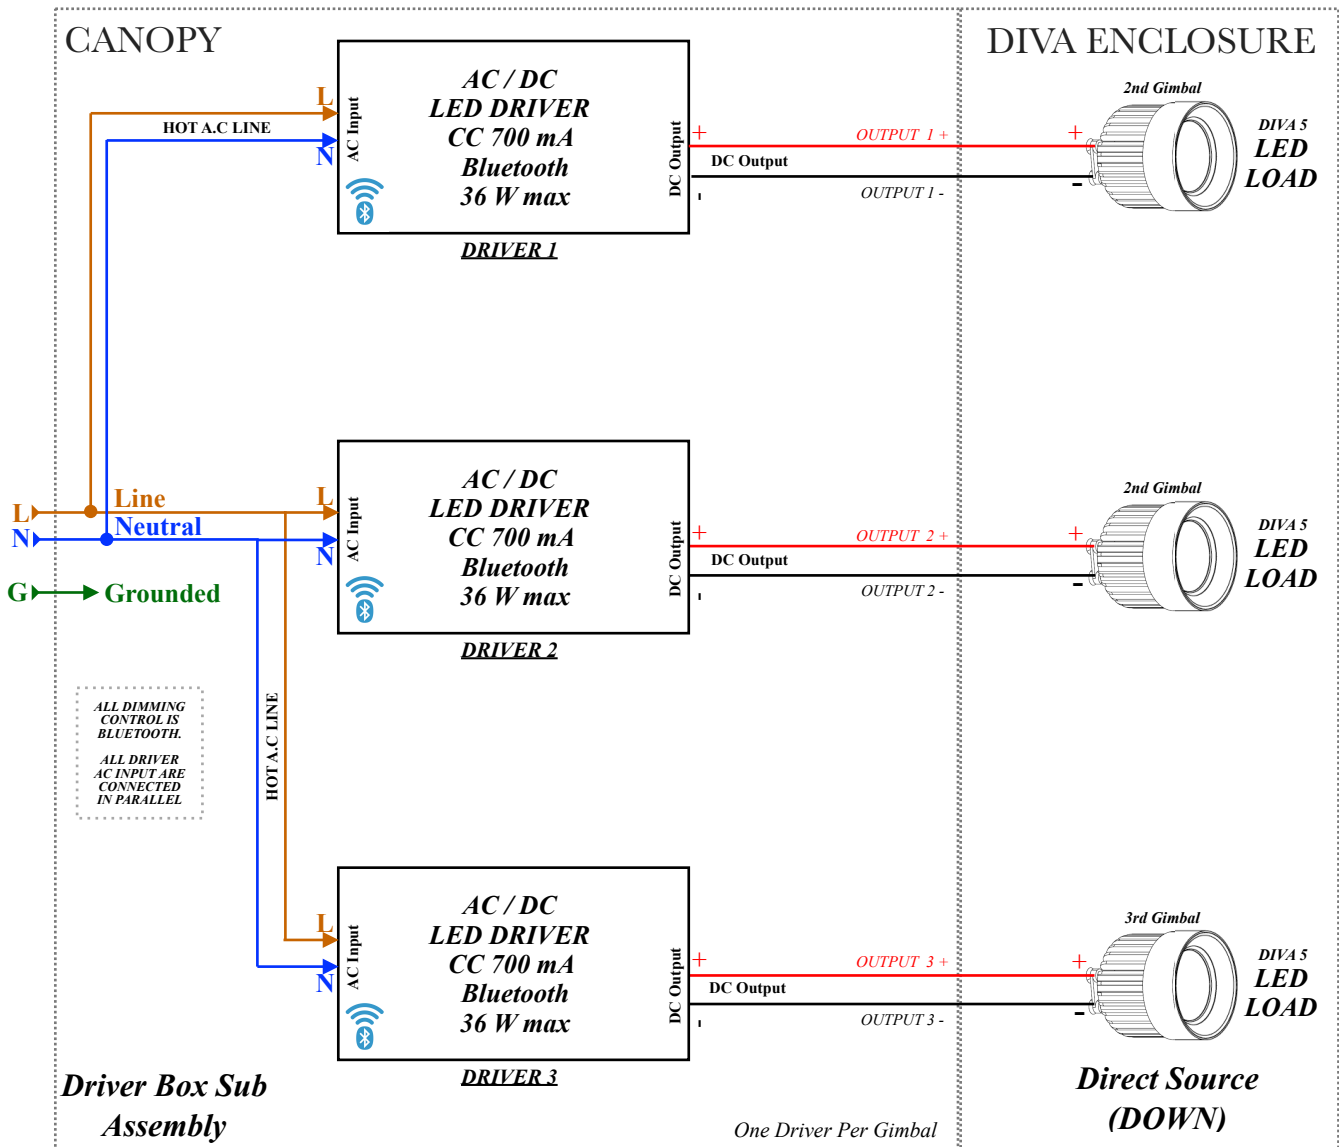 CANOPY
DIVA ENCLOSURE
L
HOT A.C LINE
N
AC Input
AC / DC
LED DRIVER
CC 700 mA
Bluetooth
36 W max
DC Output
DRIVER 1
+
OUTPUT 1 +
+
DC Output
-
OUTPUT 1 -
-
2nd Gimbal
DIVA 5
LED
LOAD
L
Line
L
N
Neutral
N
G
Grounded
AC Input
AC / DC
LED DRIVER
CC 700 mA
Bluetooth
36 W max
DC Output
DRIVER 2
+
OUTPUT 2 +
+
DC Output
-
OUTPUT 2 -
-
2nd Gimbal
DIVA 5
LED
LOAD
ALL DIMMING
CONTROL IS
BLUETOOTH.
ALL DRIVER
AC INPUT ARE
CONNECTED
IN PARALLEL
HOT A.C LINE
L
N
AC Input
AC / DC
LED DRIVER
CC 700 mA
Bluetooth
36 W max
DC Output
DRIVER 3
+
OUTPUT 3 +
+
DC Output
-
OUTPUT 3 -
-
3rd Gimbal
DIVA 5
LED
LOAD
Driver Box Sub
Assembly
One Driver Per Gimbal
Direct Source
(DOWN)